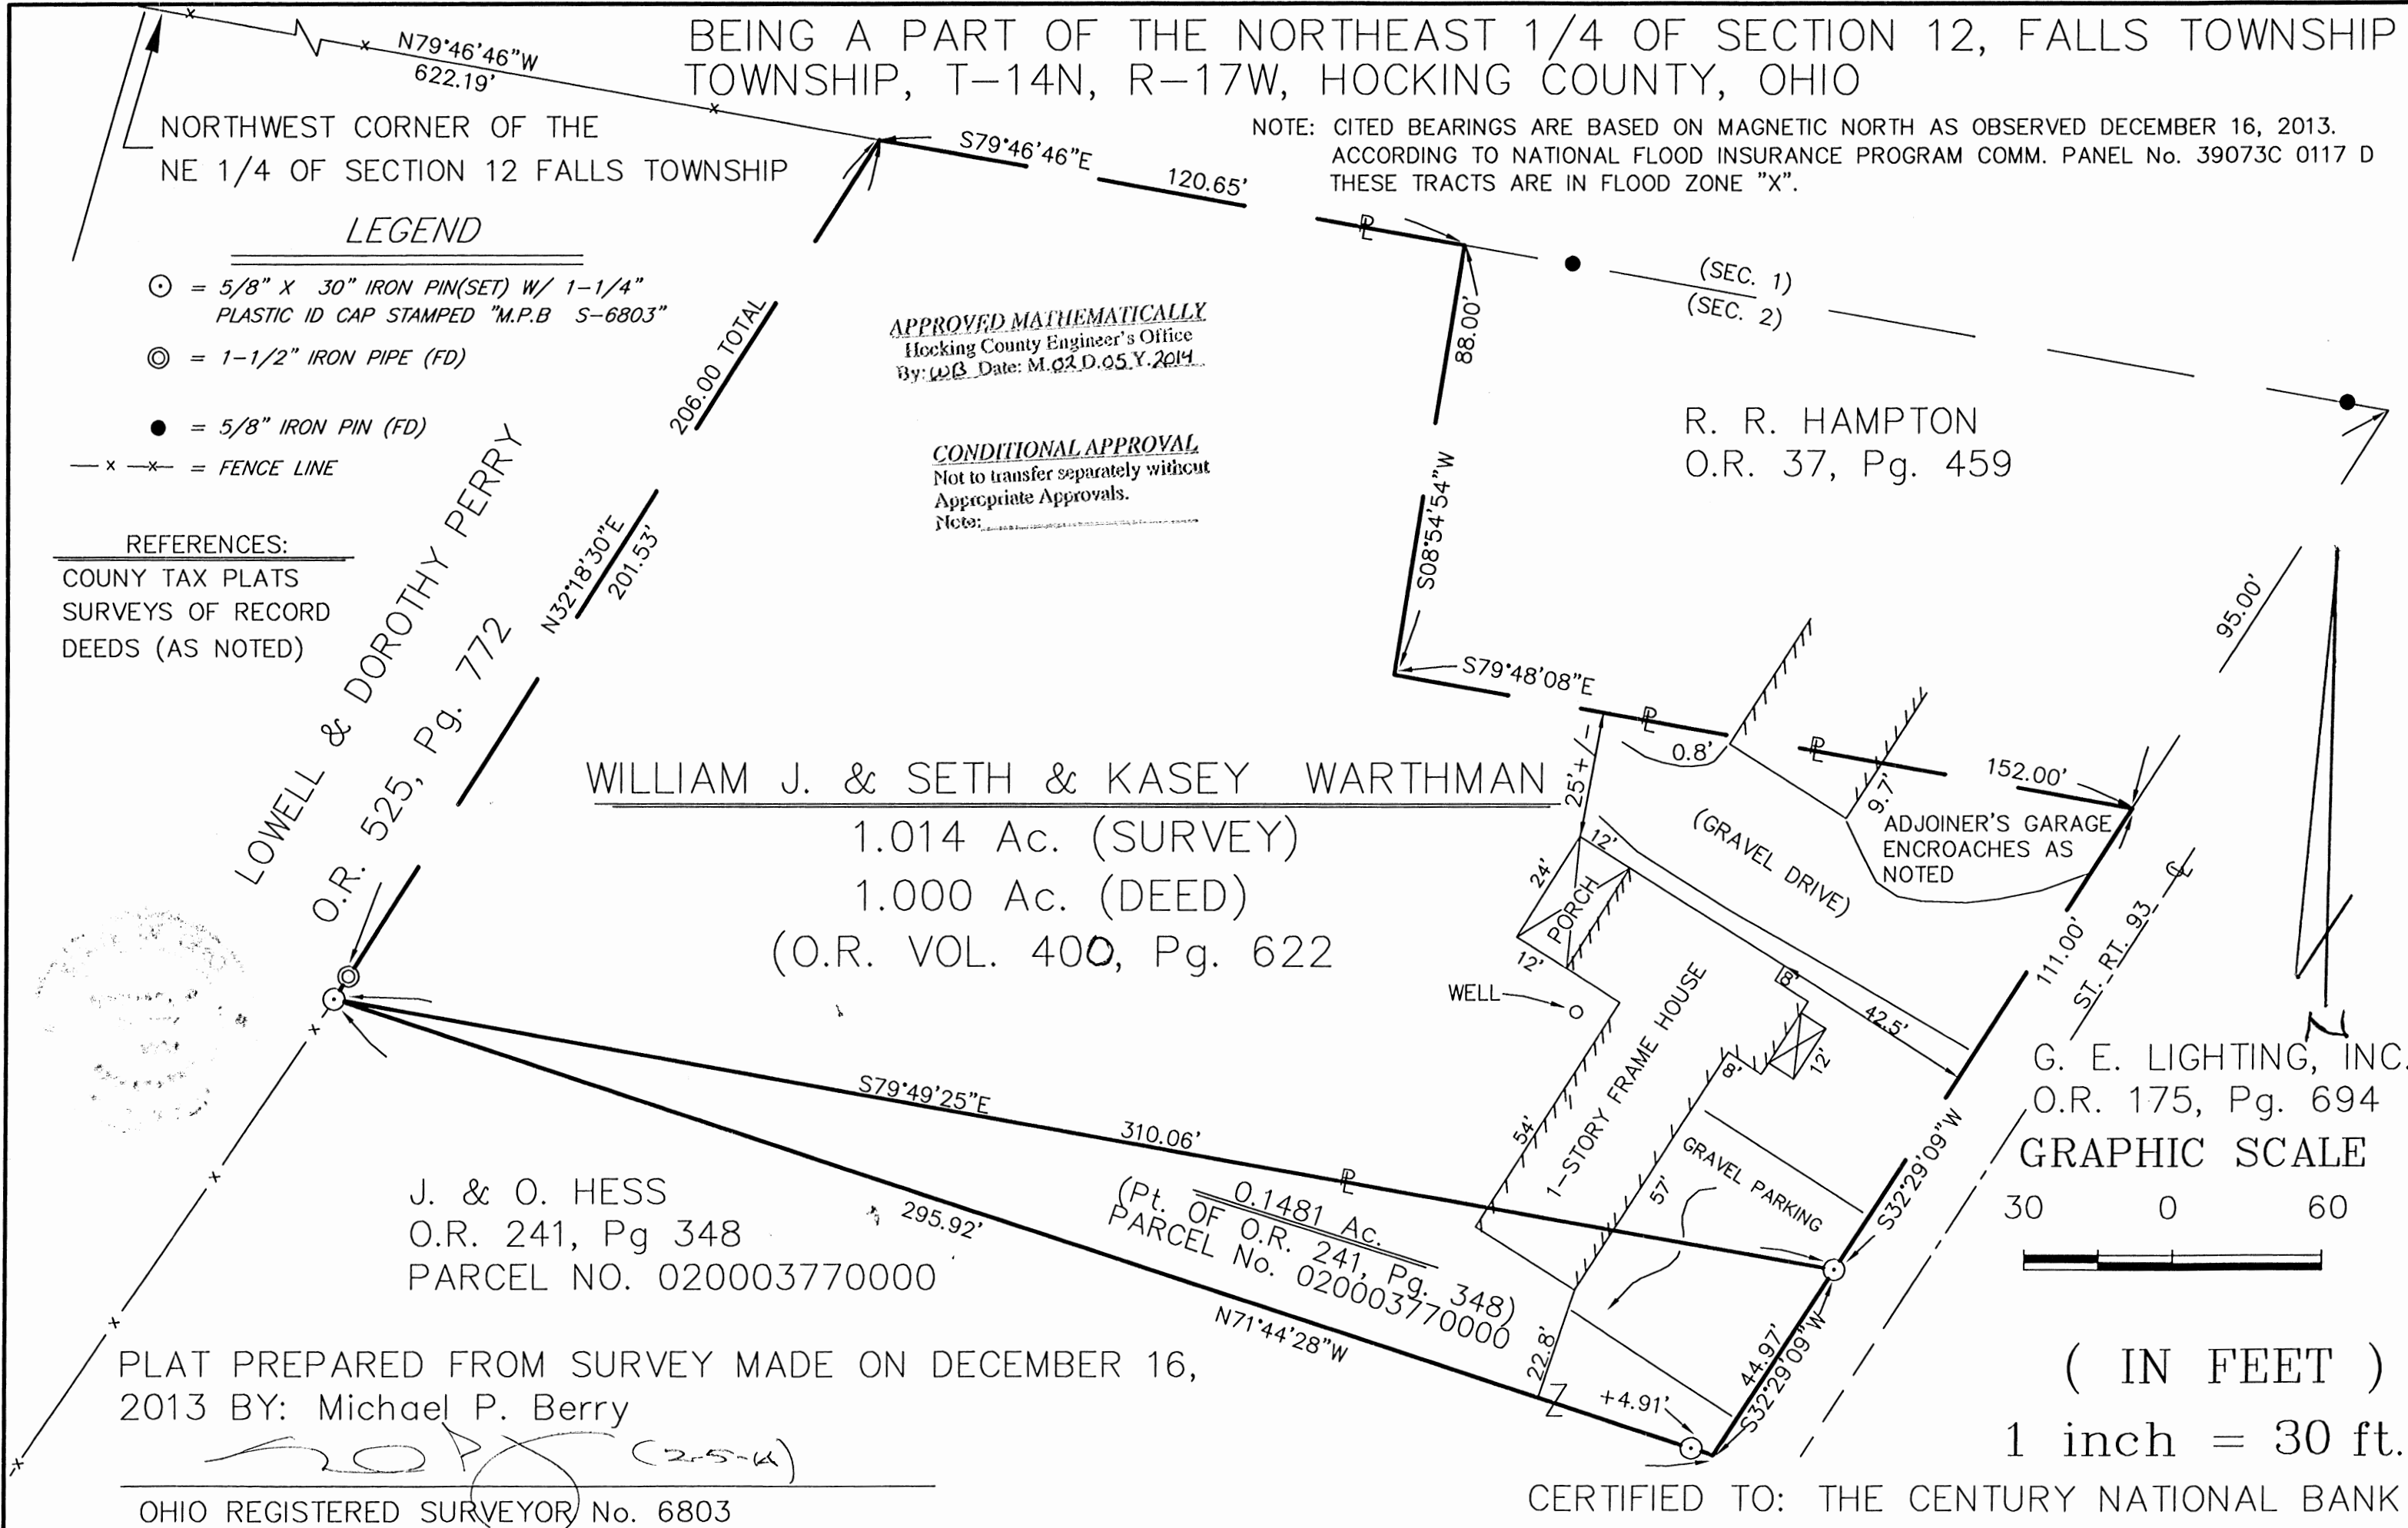 BEING A PART OF THE NORTHEAST 1/4 OF SECTION 12, FALLS TOWNSHIP
TOWNSHIP, T-14N, R-17W, HOCKING COUNTY, OHIO
N79°46'46"W
622.19'
NORTHWEST CORNER OF THE
NE 1/4 OF SECTION 12 FALLS TOWNSHIP
NOTE: CITED BEARINGS ARE BASED ON MAGNETIC NORTH AS OBSERVED DECEMBER 16, 2013.
ACCORDING TO NATIONAL FLOOD INSURANCE PROGRAM COMM. PANEL No. 39073C 0117 D
THESE TRACTS ARE IN FLOOD ZONE "X".
S79°46'46"E
120.65'
LEGEND
= 5/8" X 30" IRON PIN(SET) W/ 1-1/4"
PLASTIC ID CAP STAMPED "M.P.B S-6803"
= 1-1/2" IRON PIPE (FD)
= 5/8" IRON PIN (FD)
— x —x— = FENCE LINE
REFERENCES:
COUNY TAX PLATS
SURVEYS OF RECORD
DEEDS (AS NOTED)
APPROVED MATHEMATICALLY
Hocking County Engineer's Office
By: WB Date: M.02 D.05 Y.2014
CONDITIONAL APPROVAL
Not to transfer separately without
Appropriate Approvals.
Note:
206.00 TOTAL
N32°18'30"E
201.53'
LOWELL & DOROTHY PERRY
O.R. 525, Pg. 772
PL
88.00'
S08°54'54"W
(SEC. 1)
(SEC. 2)
R. R. HAMPTON
O.R. 37, Pg. 459
95.00'
S79°48'08"E
PL
0.8'
PL
9.7'
152.00'
25'+/-
ADJOINER'S GARAGE
ENCROACHES AS
NOTED
(GRAVEL DRIVE)
WILLIAM J. & SETH & KASEY WARTHMAN
1.014 Ac. (SURVEY)
1.000 Ac. (DEED)
(O.R. VOL. 400, Pg. 622
12'
24'
PORCH
12'
WELL
8'
42.5'
12'
8'
54'
1-STORY FRAME HOUSE
57'
GRAVEL PARKING
111.00'
ST. RT. 93 CL
S32°29'09"W
N
G. E. LIGHTING, INC.
O.R. 175, Pg. 694
GRAPHIC SCALE
30 0 60
( IN FEET )
1 inch = 30 ft.
S79°49'25"E
310.06'
PL
295.92'
N71°44'28"W
0.1481 Ac.
(Pt. OF O.R. 241, Pg. 348)
PARCEL No. 020003770000
22.8'
+4.91'
44.97'
S32°29'09"W
J. & O. HESS
O.R. 241, Pg 348
PARCEL NO. 020003770000
PLAT PREPARED FROM SURVEY MADE ON DECEMBER 16,
2013 BY: Michael P. Berry
(2-5-14)
OHIO REGISTERED SURVEYOR No. 6803
CERTIFIED TO: THE CENTURY NATIONAL BANK